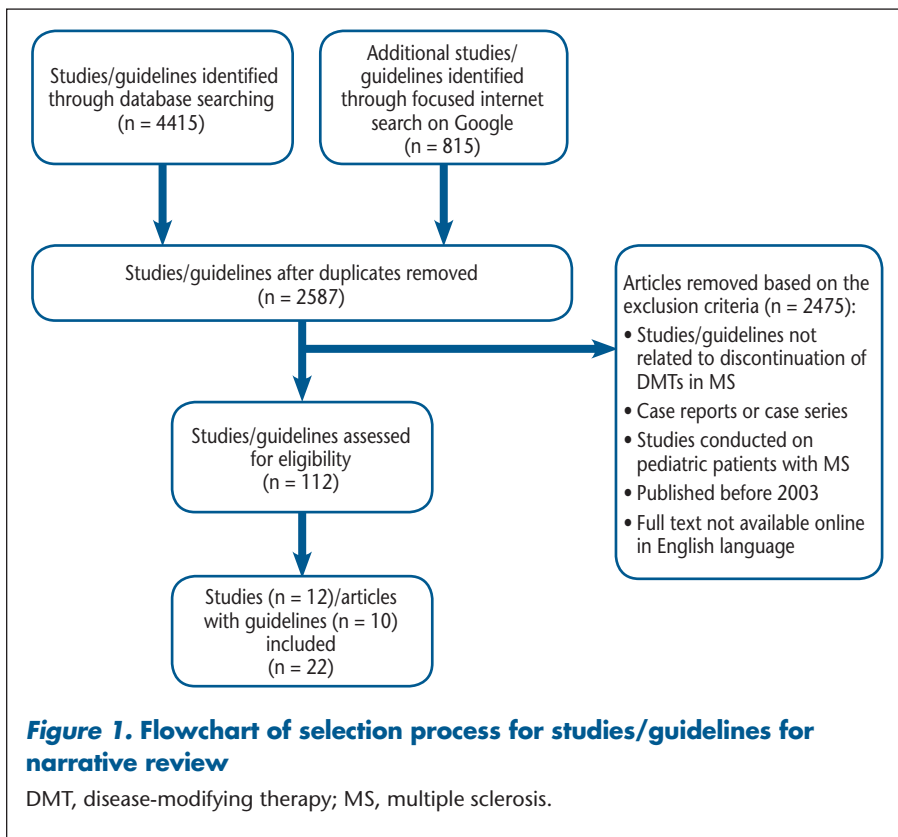 Studies/guidelines identified
through database searching
(n = 4415)
Additional studies/
guidelines identified
through focused internet
search on Google
(n = 815)
Studies/guidelines after duplicates removed
(n = 2587)
Articles removed based on the
exclusion criteria (n = 2475):
• Studies/guidelines not
related to discontinuation of
DMTs in MS
• Case reports or case series
• Studies conducted on
pediatric patients with MS
• Published before 2003
• Full text not available online
in English language
Studies/guidelines assessed
for eligibility
(n = 112)
Studies (n = 12)/articles
with guidelines (n = 10)
included
(n = 22)
Figure 1. Flowchart of selection process for studies/guidelines for
narrative review
DMT, disease-modifying therapy; MS, multiple sclerosis.